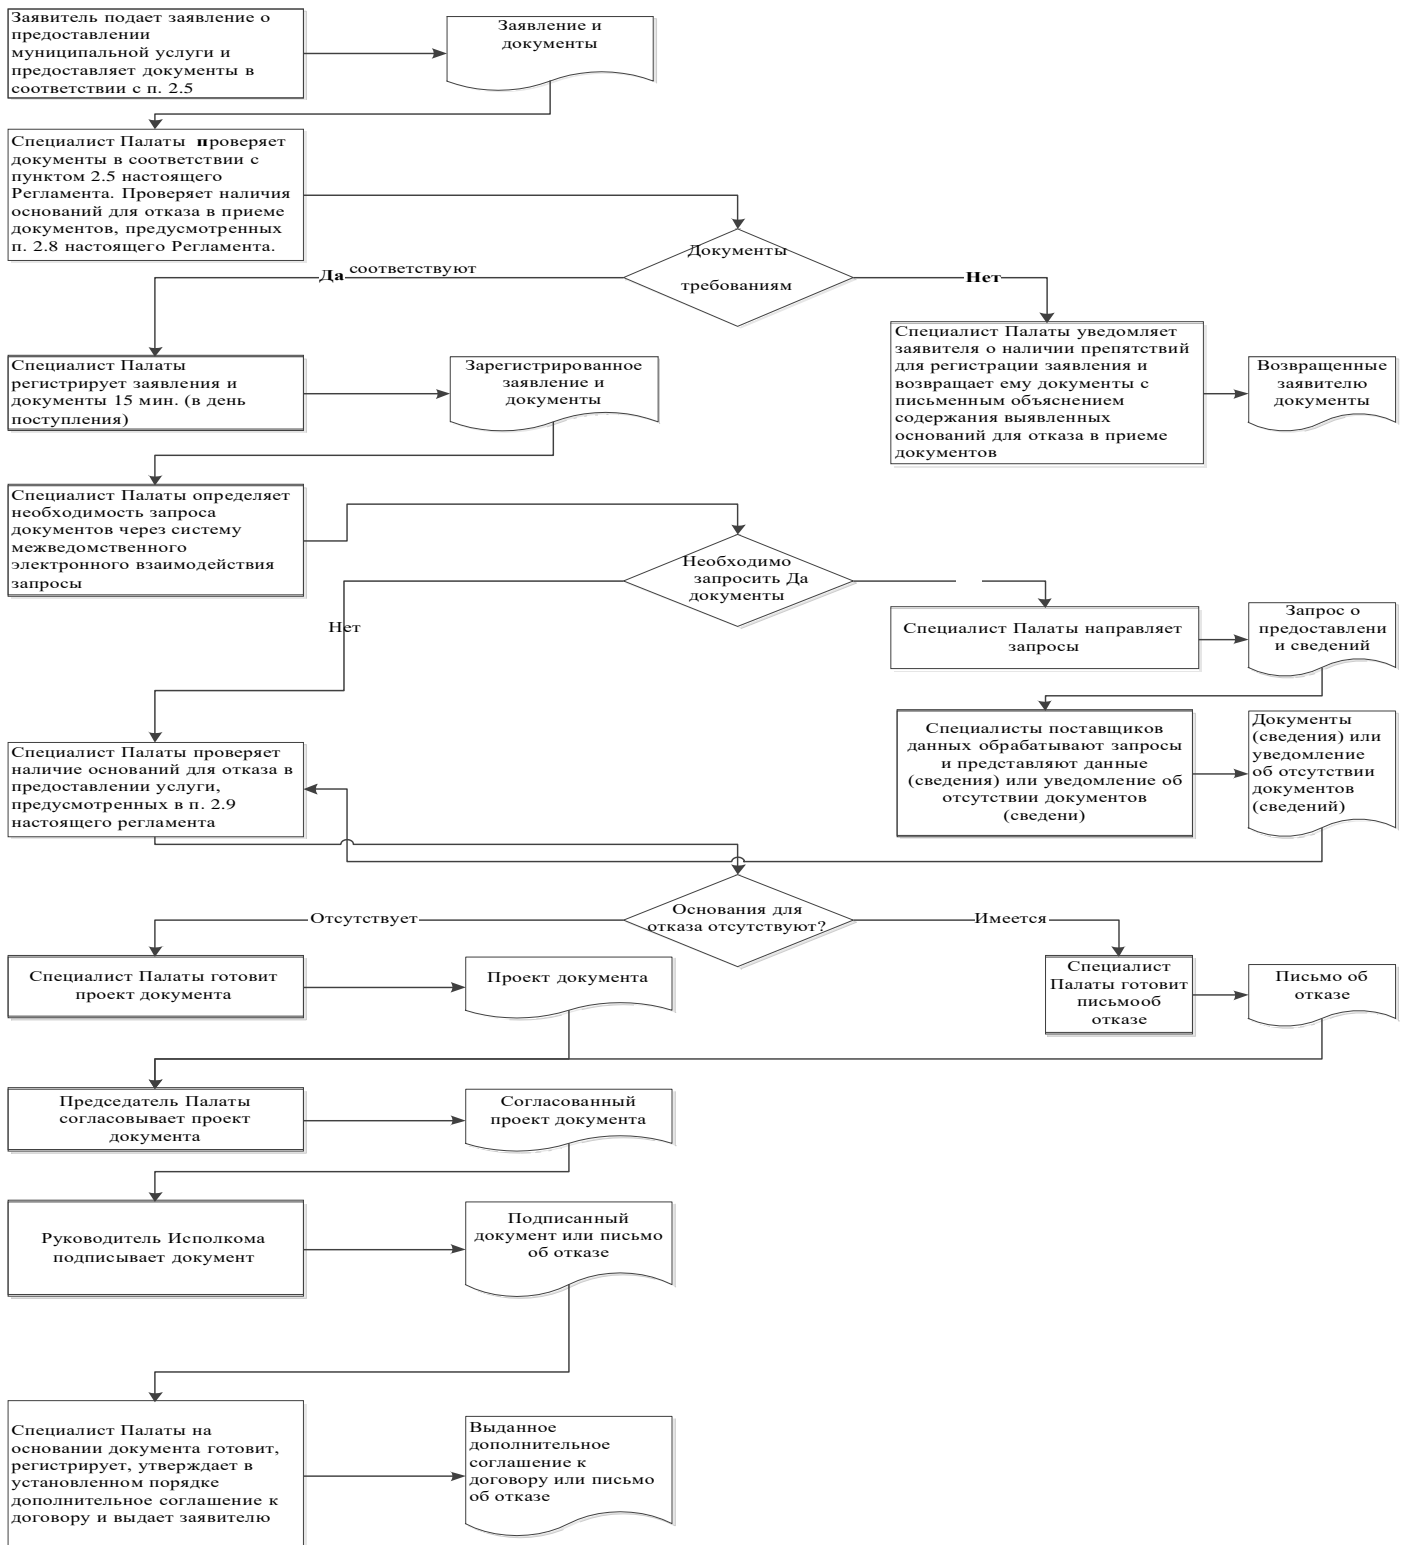 Заявитель подает заявление о
предоставлении
муниципальной услуги и
предоставляет документы в
соответствии с п. 2.5
Заявление и
документы
Специалист Палаты проверяет
документы в соответствии с
пунктом 2.5 настоящего
Регламента. Проверяет наличия
оснований для отказа в приеме
документов, предусмотренных
п. 2.8 настоящего Регламента.
Документы
требованиям
Да
соответствуют
Нет
Специалист Палаты
регистрирует заявления и
документы 15 мин. (в день
поступления)
Зарегистрированное
заявление и
документы
Специалист Палаты уведомляет
заявителя о наличии препятствий
для регистрации заявления и
возвращает ему документы с
письменным объяснением
содержания выявленных
оснований для отказа в приеме
документов
Возвращенные
заявителю
документы
Специалист Палаты определяет
необходимость запроса
документов через систему
межведомственного
электронного взаимодействия
запросы
Необходимо
запросить Да
документы
Нет
Специалист Палаты направляет
запросы
Запрос о
предоставлени
и сведений
Специалисты поставщиков
данных обрабатывают запросы
и представляют данные
(сведения) или уведомление об
отсутствии документов
(сведени)
Документы
(сведения) или
уведомление
об отсутствии
документов
(сведений)
Специалист Палаты проверяет
наличие оснований для отказа в
предоставлении услуги,
предусмотренных в п. 2.9
настоящего регламента
Основания для
отказа отсутствуют?
Отсутствует
Имеется
Специалист Палаты готовит
проект документа
Проект документа
Специалист
Палаты готовит
письмооб
отказе
Письмо об
отказе
Председатель Палаты
согласовывает проект
документа
Согласованный
проект документа
Руководитель Исполкома
подписывает документ
Подписанный
документ или письмо
об отказе
Специалист Палаты на
основании документа готовит,
регистрирует, утверждает в
установленном порядке
дополнительное соглашение к
договору и выдает заявителю
Выданное
дополнительное
соглашение к
договору или письмо
об отказе